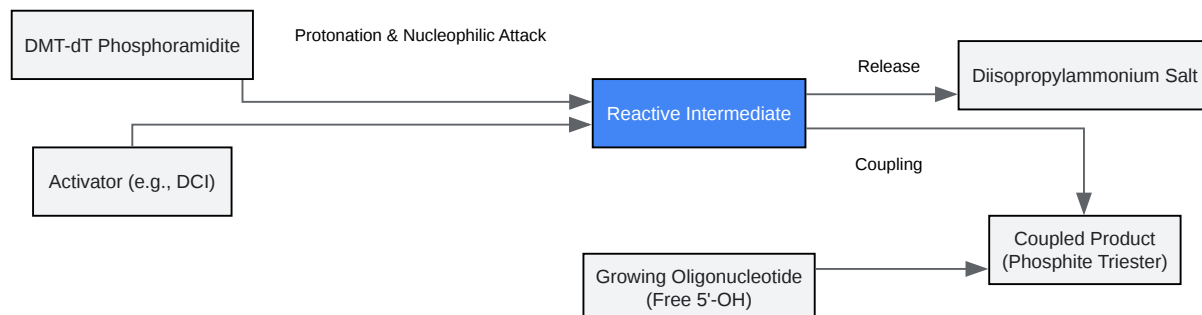 DMT-dT Phosphoramidite
Protonation & Nucleophilic Attack
Release
Diisopropylammonium Salt
Reactive Intermediate
Activator (e.g., DCI)
Coupling
Coupled Product
(Phosphite Triester)
Growing Oligonucleotide
(Free 5'-OH)